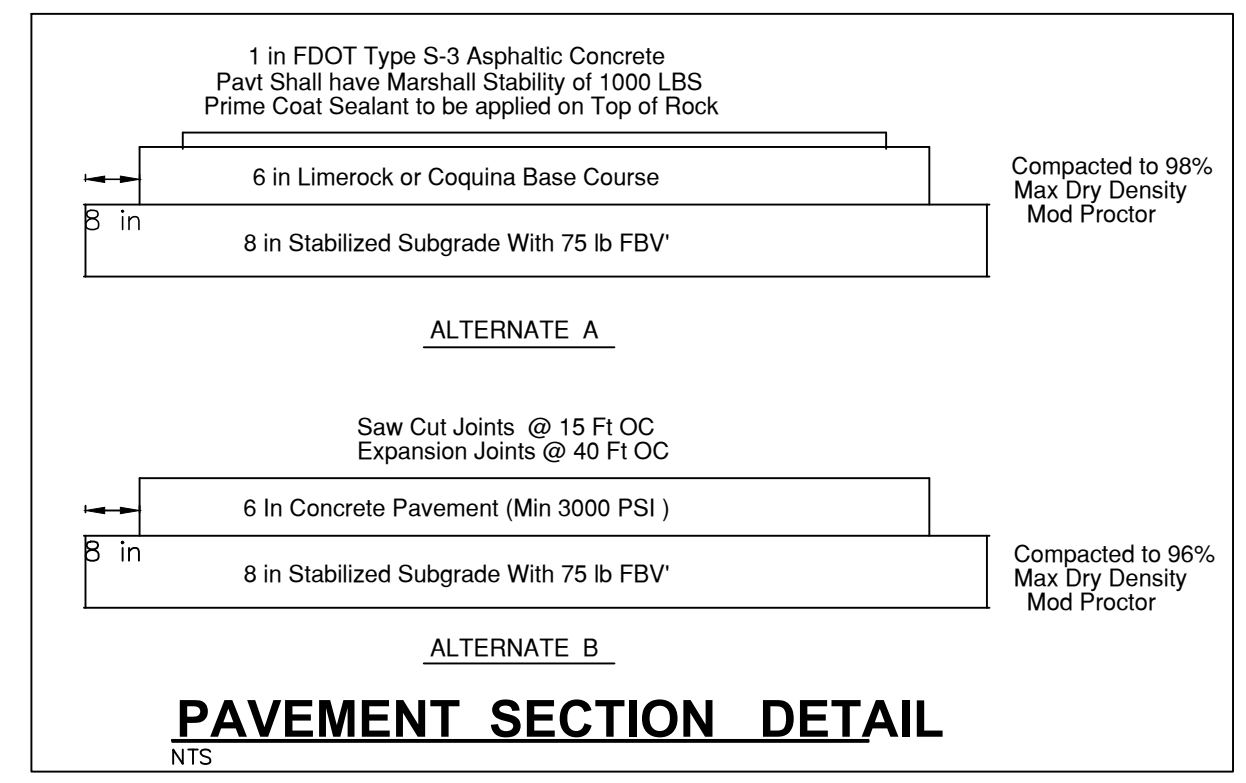 1 in FDOT Type S-3 Asphaltic Concrete
Pavt Shall have Marshall Stability of 1000 LBS
Prime Coat Sealant to be applied on Top of Rock
6 in Limerock or Coquina Base Course
Compacted to 98%
Max Dry Density
Mod Proctor
8 in
8 in Stabilized Subgrade With 75 lb FBV'
ALTERNATE A
Saw Cut Joints @ 15 Ft OC
Expansion Joints @ 40 Ft OC
6 In Concrete Pavement (Min 3000 PSI )
8 in
8 in Stabilized Subgrade With 75 lb FBV'
Compacted to 96%
Max Dry Density
Mod Proctor
ALTERNATE B
PAVEMENT SECTION DETAIL
NTS